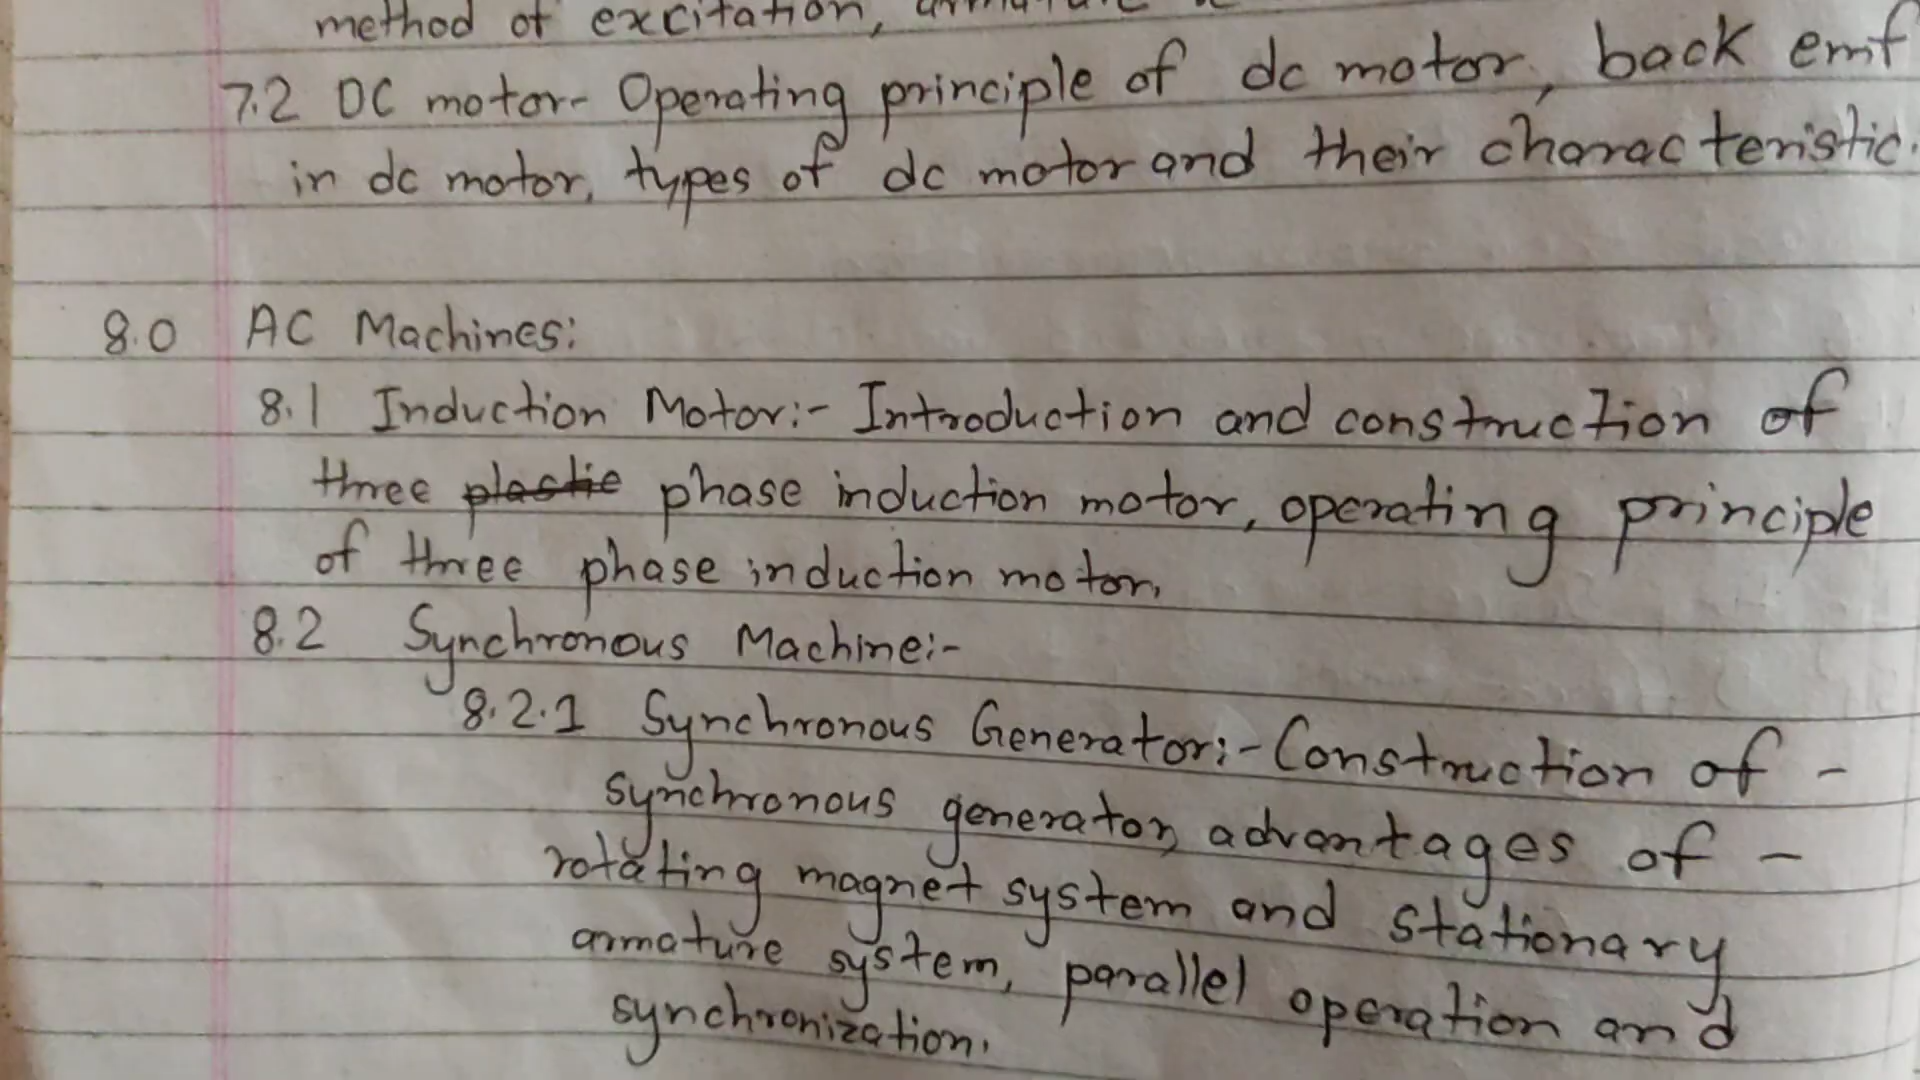 method of excitation, armature
7.2 DC motor- Operating principle of dc motor, back emf
in dc motor, types of dc motor and their characteristic.
8.0 AC Machines:
8.1 Induction Motor:- Introduction and construction of
three plastic phase induction motor, operating principle
of three phase induction motor.
8.2 Synchronous Machine:-
8.2.1 Synchronous Generator:- Construction of -
synchronous generator, advantages of -
rotating magnet system and stationary
armature system, parallel operation and
synchronization.